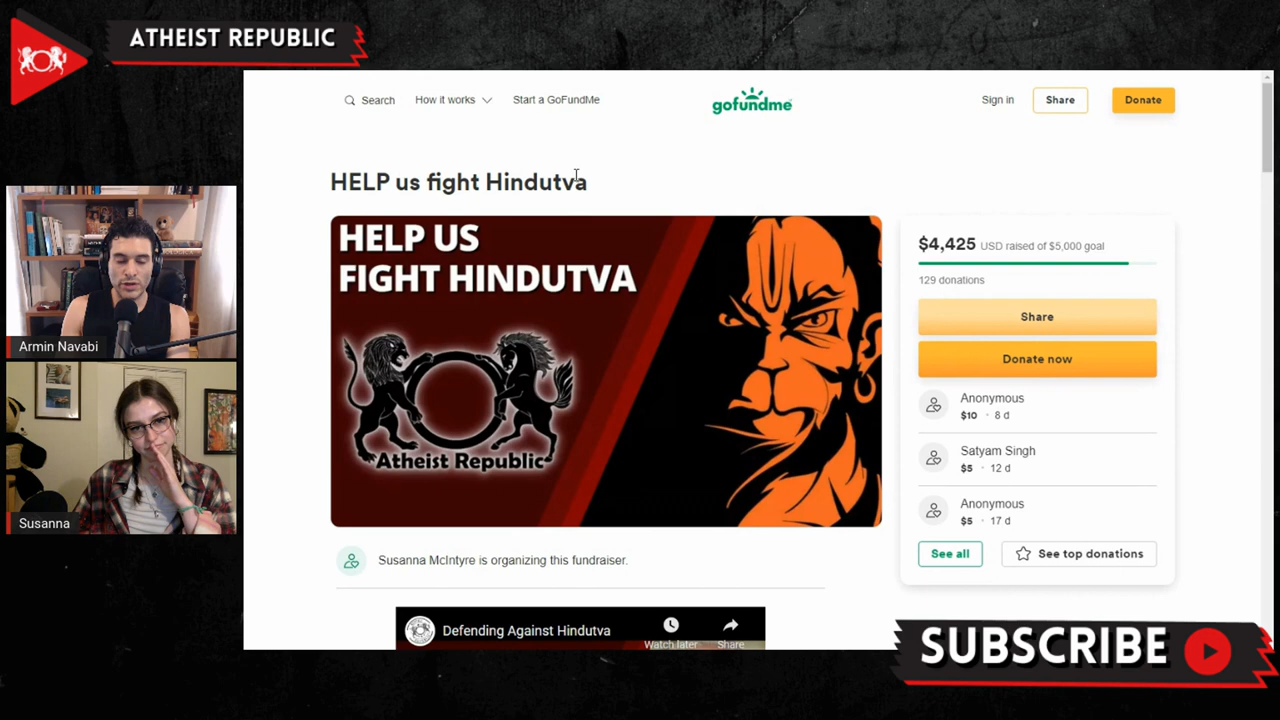 ATHEIST REPUBLIC
Search
How it works
Start a GoFundMe
gofundme
Sign in
Share
Donate
HELP us fight Hindutva
HELP US
FIGHT HINDUTVA
Atheist Republic
$4,425 USD raised of $5,000 goal
129 donations
Share
Donate now
Anonymous
$10 · 8 d
Satyam Singh
$5 · 12 d
Anonymous
$5 · 17 d
See all
See top donations
Armin Navabi
Susanna
Susanna McIntyre is organizing this fundraiser.
Defending Against Hindutva
Watch later
Share
SUBSCRIBE